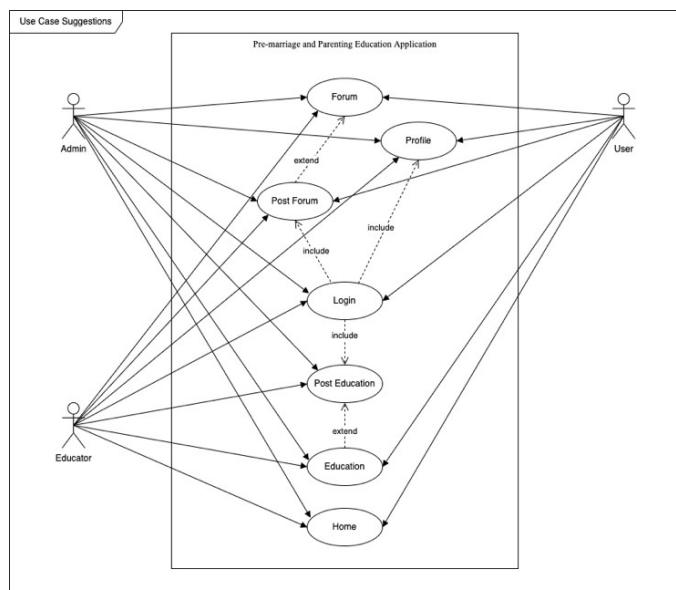 Use Case Suggestions
Pre-marriage and Parenting Education Application
Forum
Admin
Profile
User
extend
Post Forum
include
include
Login
include
Post Education
Educator
extend
Education
Home